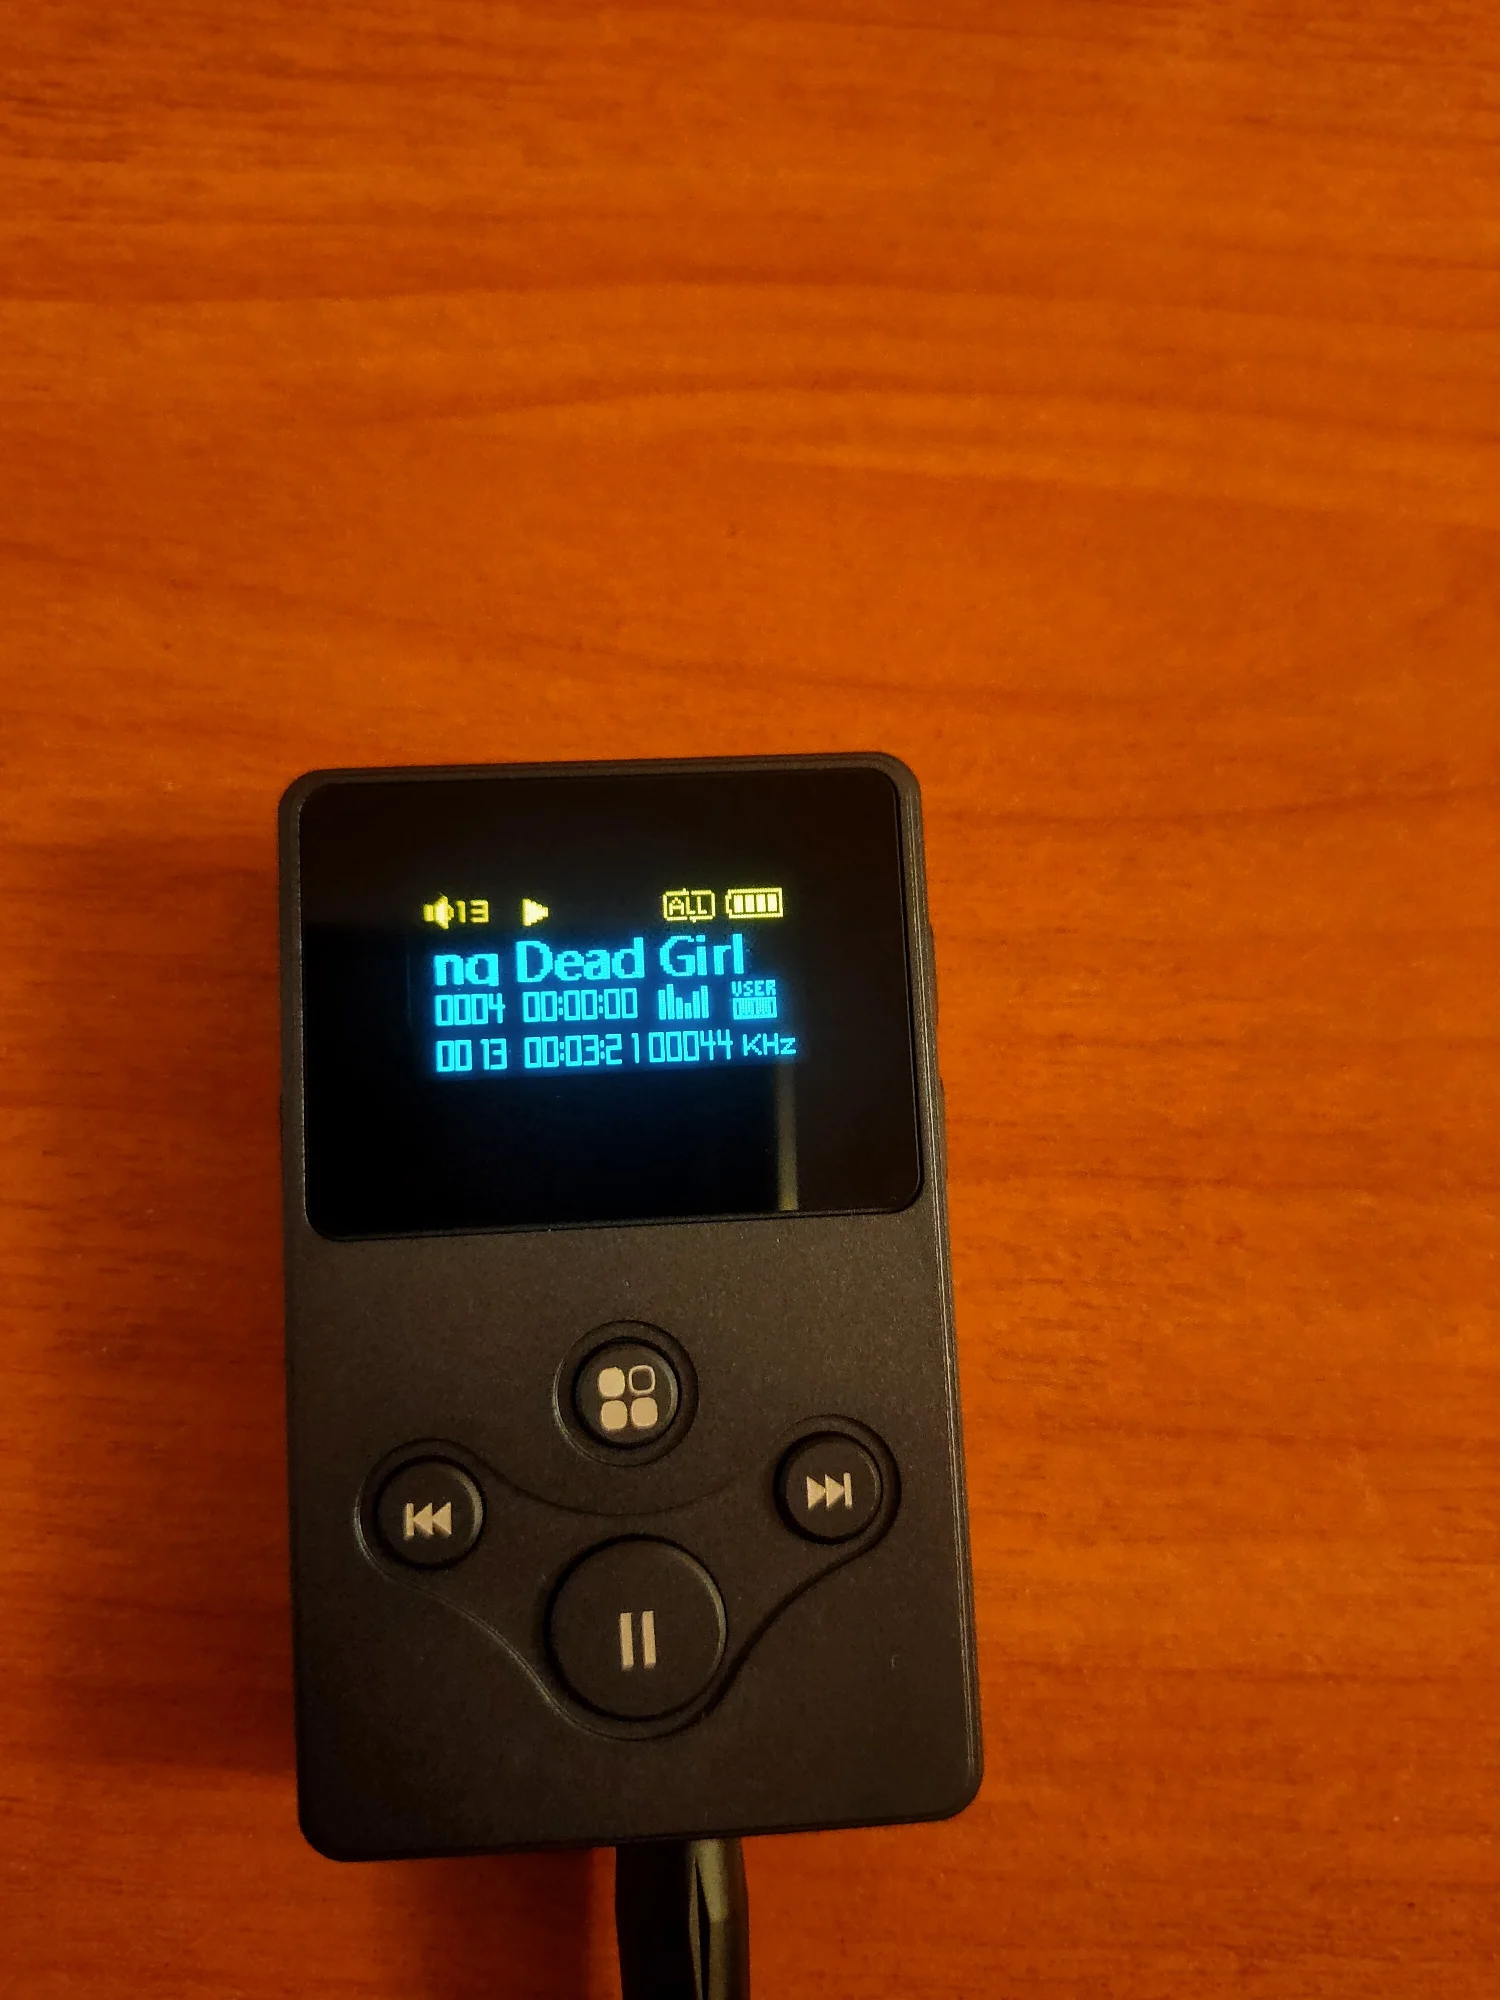 13 ALL
nq Dead Girl
0004 00:00:00 USER
0013 00:03:21 00044 KHz